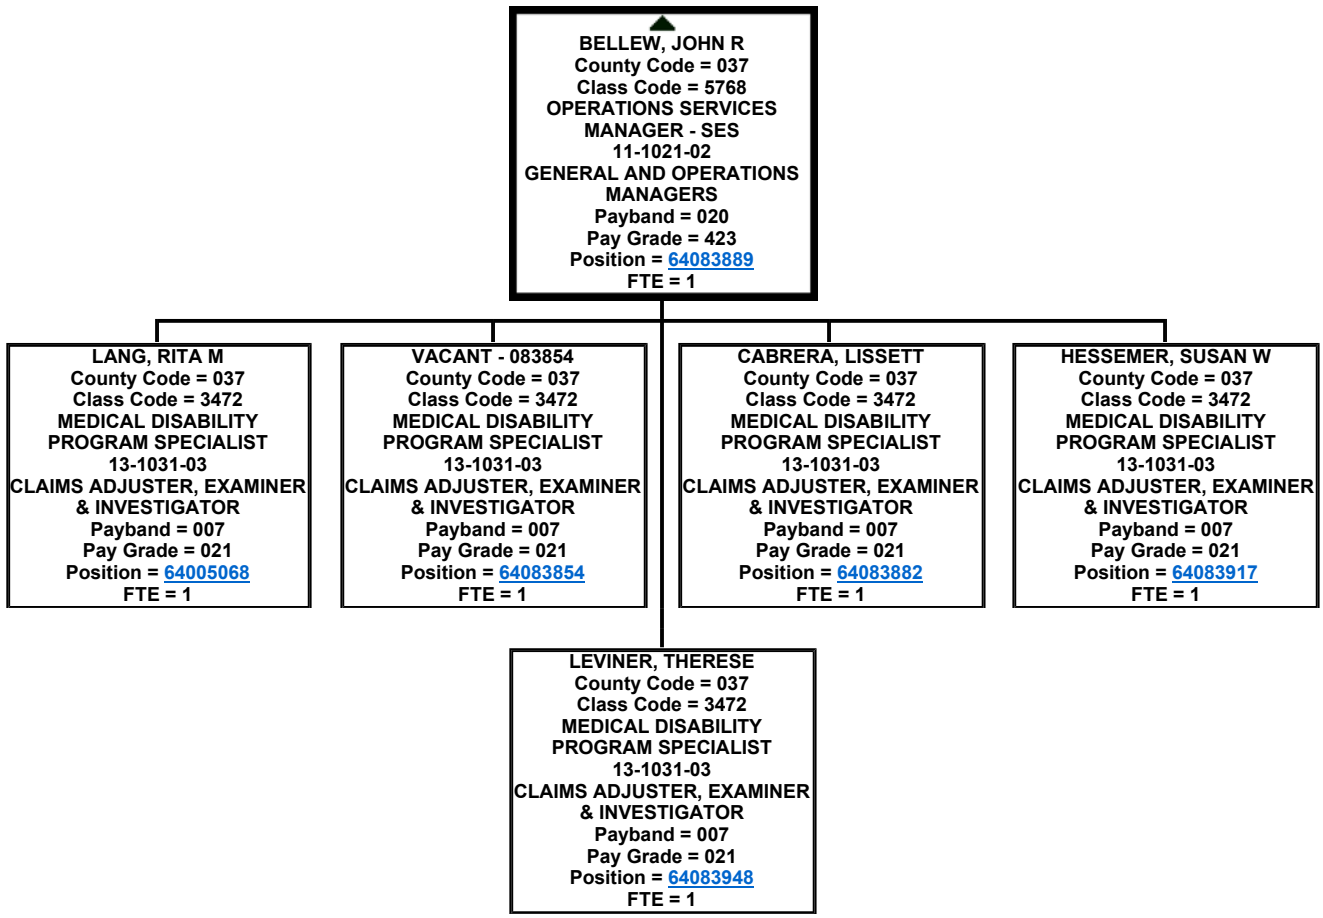 BELLEW, JOHN R
County Code = 037
Class Code = 5768
OPERATIONS SERVICES
MANAGER - SES
11-1021-02
GENERAL AND OPERATIONS
MANAGERS
Payband = 020
Pay Grade = 423
Position = 64083889
FTE = 1
LANG, RITA M
County Code = 037
Class Code = 3472
MEDICAL DISABILITY
PROGRAM SPECIALIST
13-1031-03
CLAIMS ADJUSTER, EXAMINER
& INVESTIGATOR
Payband = 007
Pay Grade = 021
Position = 64005068
FTE = 1
VACANT - 083854
County Code = 037
Class Code = 3472
MEDICAL DISABILITY
PROGRAM SPECIALIST
13-1031-03
CLAIMS ADJUSTER, EXAMINER
& INVESTIGATOR
Payband = 007
Pay Grade = 021
Position = 64083854
FTE = 1
CABRERA, LISSETT
County Code = 037
Class Code = 3472
MEDICAL DISABILITY
PROGRAM SPECIALIST
13-1031-03
CLAIMS ADJUSTER, EXAMINER
& INVESTIGATOR
Payband = 007
Pay Grade = 021
Position = 64083882
FTE = 1
HESSEMER, SUSAN W
County Code = 037
Class Code = 3472
MEDICAL DISABILITY
PROGRAM SPECIALIST
13-1031-03
CLAIMS ADJUSTER, EXAMINER
& INVESTIGATOR
Payband = 007
Pay Grade = 021
Position = 64083917
FTE = 1
LEVINER, THERESE
County Code = 037
Class Code = 3472
MEDICAL DISABILITY
PROGRAM SPECIALIST
13-1031-03
CLAIMS ADJUSTER, EXAMINER
& INVESTIGATOR
Payband = 007
Pay Grade = 021
Position = 64083948
FTE = 1